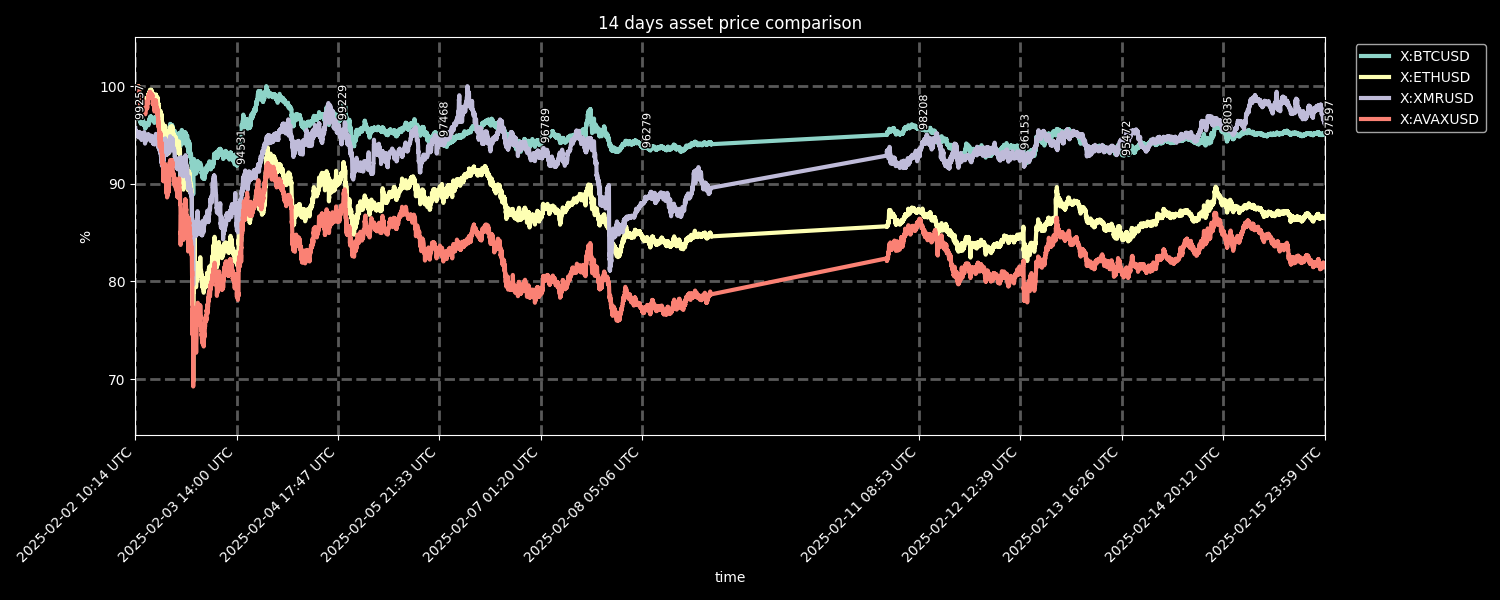 14 days asset price comparison
X:BTCUSD
X:ETHUSD
X:XMRUSD
X:AVAXUSD
%
100
90
80
70
99257
94531
99229
97468
96789
96279
98208
96153
95472
98035
97597
2025-02-02 10:14 UTC
2025-02-03 14:00 UTC
2025-02-04 17:47 UTC
2025-02-05 21:33 UTC
2025-02-07 01:20 UTC
2025-02-08 05:06 UTC
2025-02-11 08:53 UTC
2025-02-12 12:39 UTC
2025-02-13 16:26 UTC
2025-02-14 20:12 UTC
2025-02-15 23:59 UTC
time